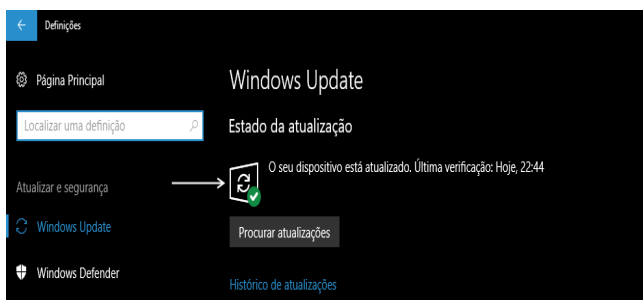 Definições
Página Principal
Localizar uma definição
Atualizar e segurança
Windows Update
Windows Defender
Windows Update
Estado da atualização
O seu dispositivo está atualizado. Última verificação: Hoje, 22:44
Procurar atualizações
Histórico de atualizações